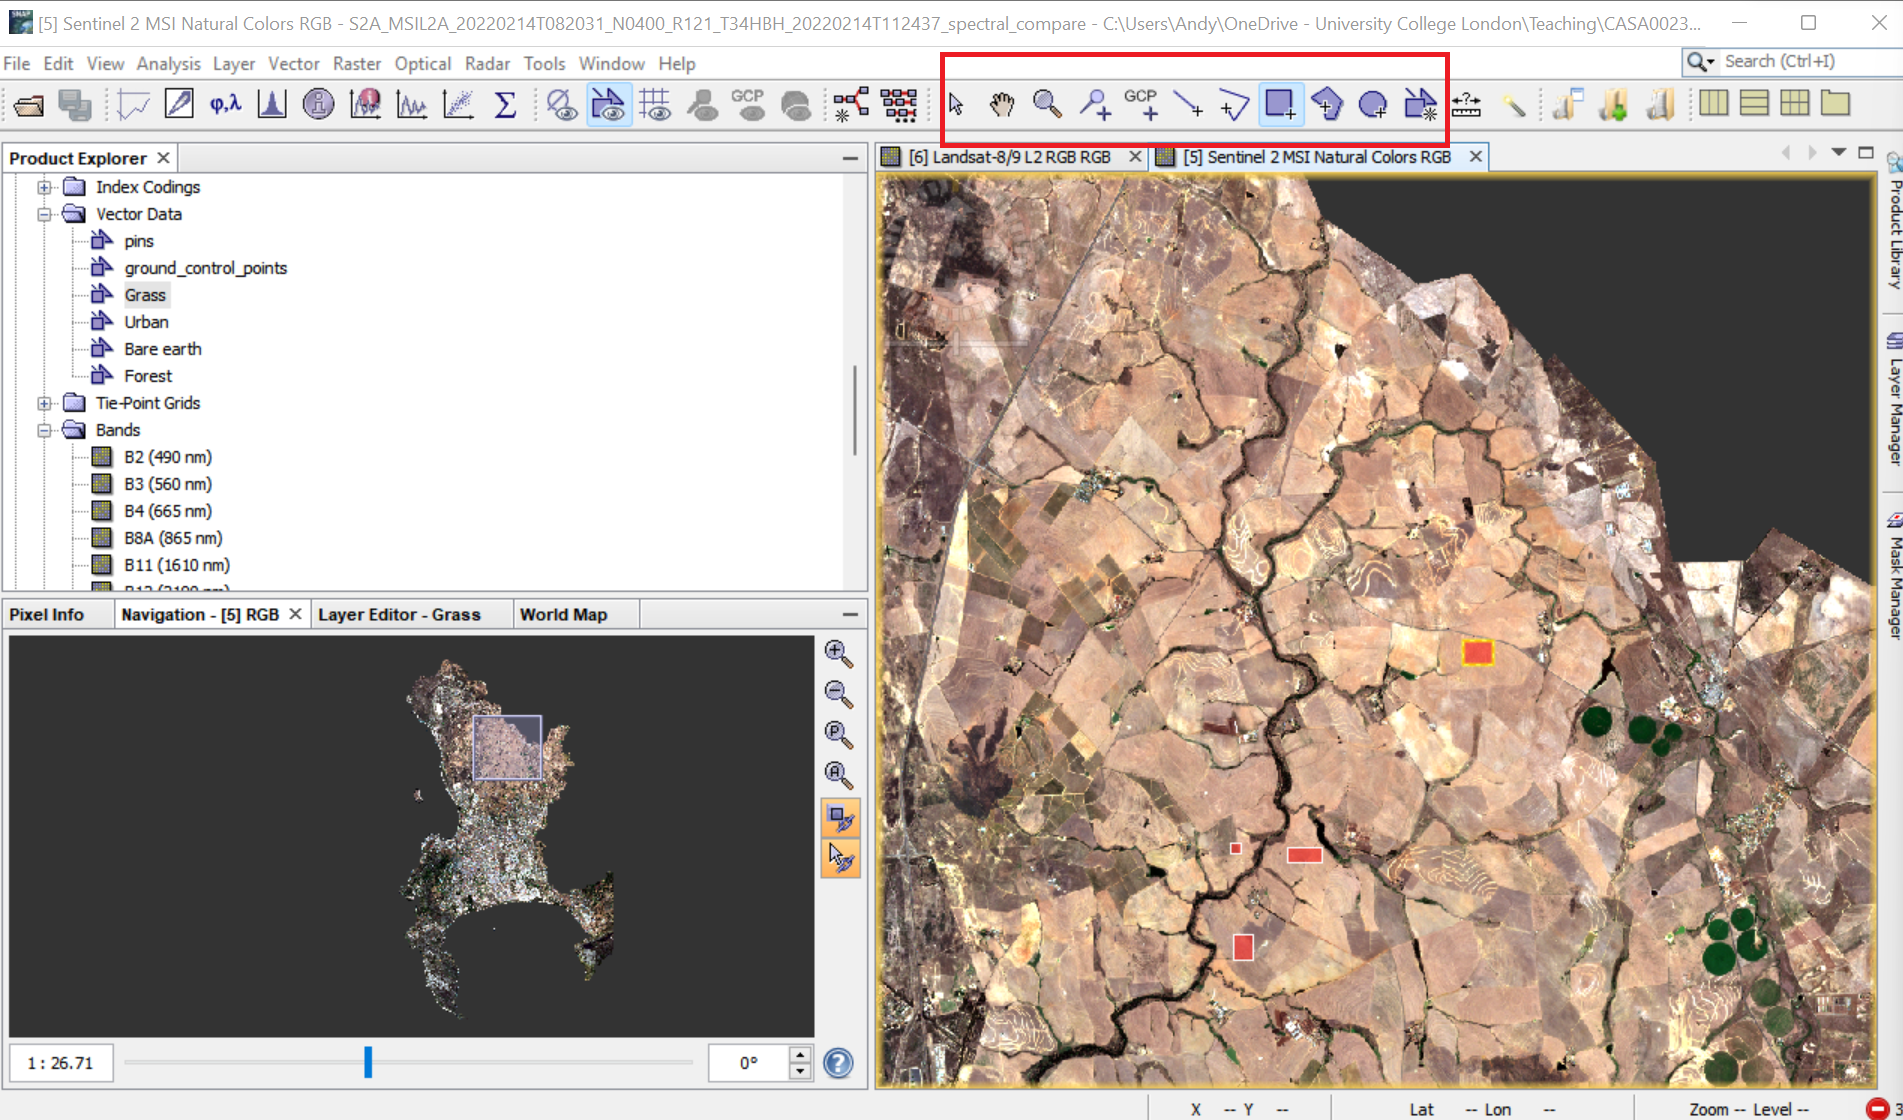 SNAP
[5] Sentinel 2 MSI Natural Colors RGB - S2A_MSIL2A_20220214T082031_N0400_R121_T34HBH_20220214T112437_spectral_compare - C:\Users\Andy\OneDrive - University College London\Teaching\CASA0023...
File Edit View Analysis Layer Vector Raster Optical Radar Tools Window Help
Search (Ctrl+I)
φ,λ
Σ
GCP
GCP
Product Explorer
[6] Landsat-8/9 L2 RGB RGB
[5] Sentinel 2 MSI Natural Colors RGB
Index Codings
Vector Data
pins
ground_control_points
Grass
Urban
Bare earth
Forest
Tie-Point Grids
Bands
B2 (490 nm)
B3 (560 nm)
B4 (665 nm)
B8A (865 nm)
B11 (1610 nm)
Product Library
Layer Manager
Mask Manager
Pixel Info
Navigation - [5] RGB
Layer Editor - Grass
World Map
1 : 26.71
0°
X -- Y --
Lat -- Lon --
Zoom -- Level --